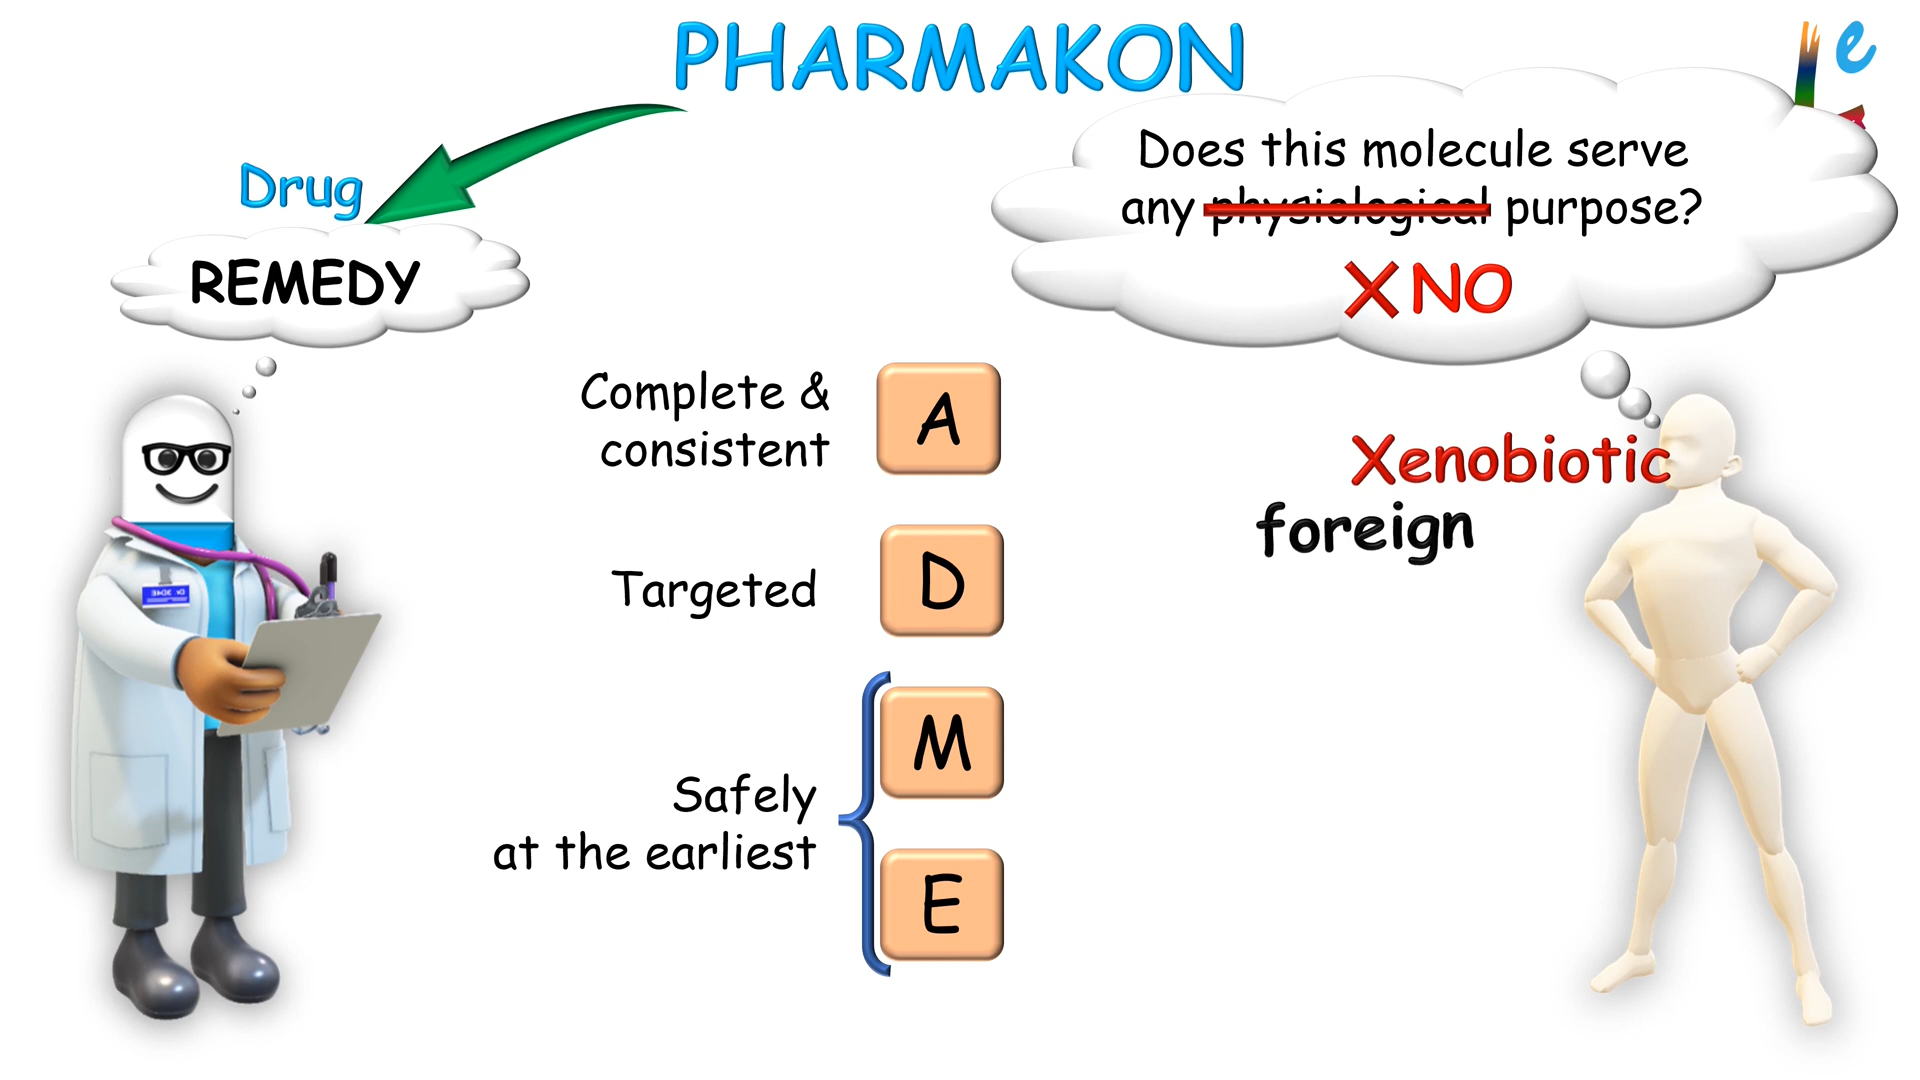 PHARMAKON
Drug
REMEDY
Does this molecule serve
any physiological purpose?
X NO
Complete &
consistent
A
Xenobiotic
foreign
Targeted
D
M
Safely
at the earliest
E
e